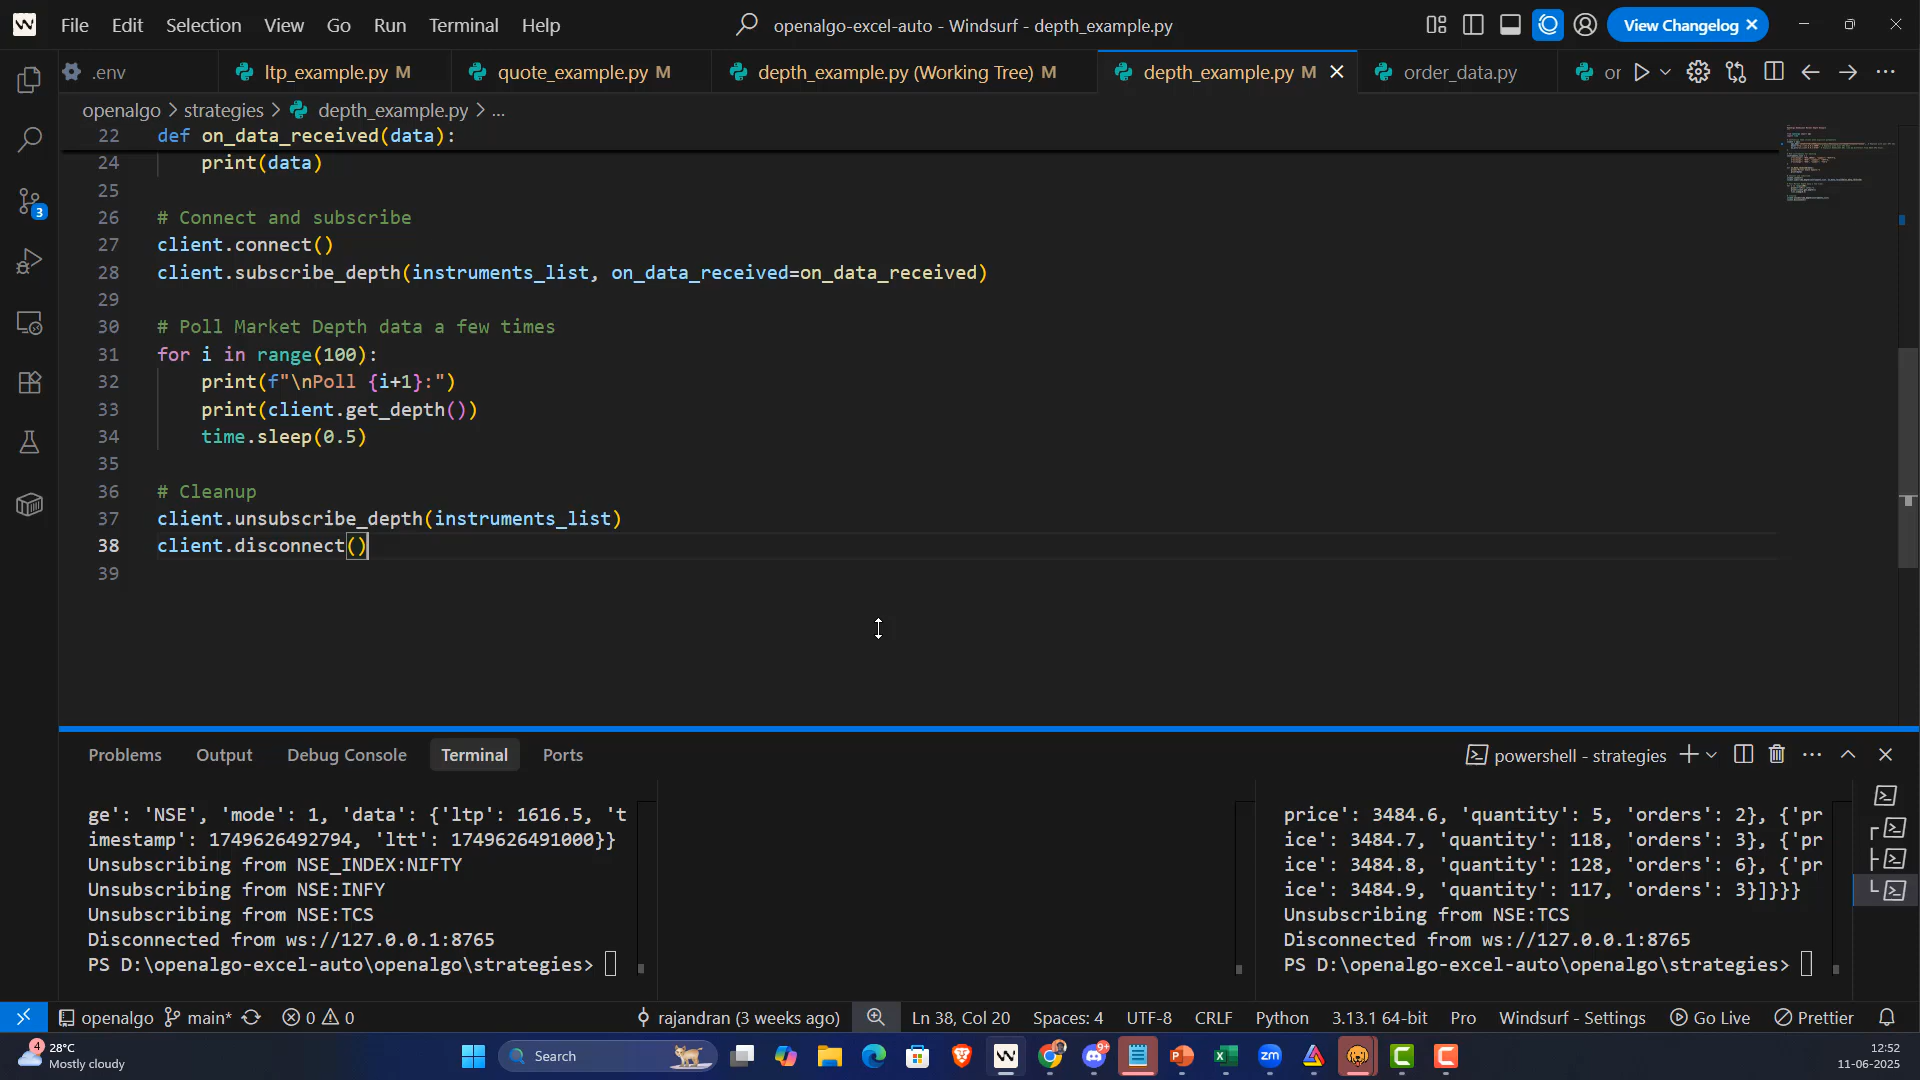 File Edit Selection View Go Run Terminal Help
openalgo-excel-auto - Windsurf - depth_example.py
View Changelog
.env
ltp_example.py M
quote_example.py M
depth_example.py (Working Tree) M
depth_example.py M
order_data.py
or
openalgo > strategies > depth_example.py > ...
22 def on_data_received(data):
24 print(data)
25
26 # Connect and subscribe
27 client.connect()
28 client.subscribe_depth(instruments_list, on_data_received=on_data_received)
29
30 # Poll Market Depth data a few times
31 for i in range(100):
32 print(f"\nPoll {i+1}:")
33 print(client.get_depth())
34 time.sleep(0.5)
35
36 # Cleanup
37 client.unsubscribe_depth(instruments_list)
38 client.disconnect()
39
3
Problems Output Debug Console Terminal Ports
powershell - strategies
ge': 'NSE', 'mode': 1, 'data': {'ltp': 1616.5, 't
imestamp': 1749626492794, 'ltt': 1749626491000}}
Unsubscribing from NSE_INDEX:NIFTY
Unsubscribing from NSE:INFY
Unsubscribing from NSE:TCS
Disconnected from ws://127.0.0.1:8765
PS D:\openalgo-excel-auto\openalgo\strategies>
price': 3484.6, 'quantity': 5, 'orders': 2}, {'pr
ice': 3484.7, 'quantity': 118, 'orders': 3}, {'pr
ice': 3484.8, 'quantity': 128, 'orders': 6}, {'pr
ice': 3484.9, 'quantity': 117, 'orders': 3}]}}}
Unsubscribing from NSE:TCS
Disconnected from ws://127.0.0.1:8765
PS D:\openalgo-excel-auto\openalgo\strategies>
openalgo main* 0 0
rajandran (3 weeks ago)
Ln 38, Col 20 Spaces: 4 UTF-8 CRLF Python 3.13.1 64-bit Pro Windsurf - Settings Go Live Prettier
4
28°C
Mostly cloudy
Search
9+
zm
12:52
11-06-2025